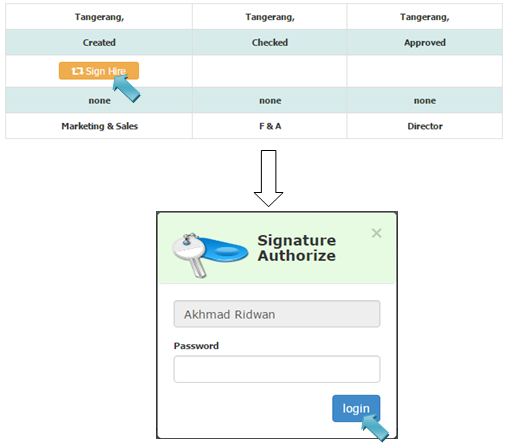 Tangerang, Tangerang, Tangerang,
Created Checked Approved
Sign Hire
none none none
Marketing & Sales F & A Director
Signature
Authorize
×
Akhmad Ridwan
Password
login